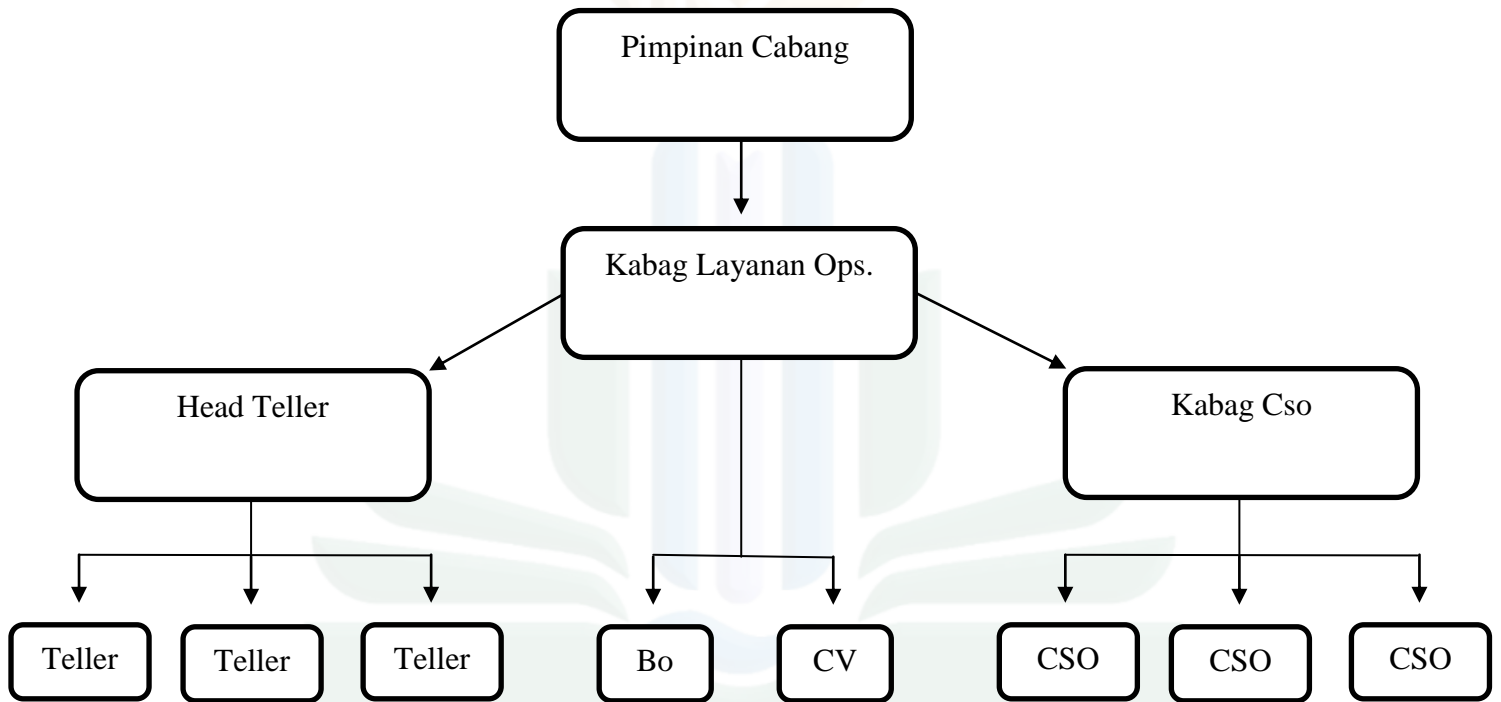 Pimpinan Cabang
Kabag Layanan Ops.
Head Teller
Kabag Cso
Teller
Teller
Teller
Bo
CV
CSO
CSO
CSO